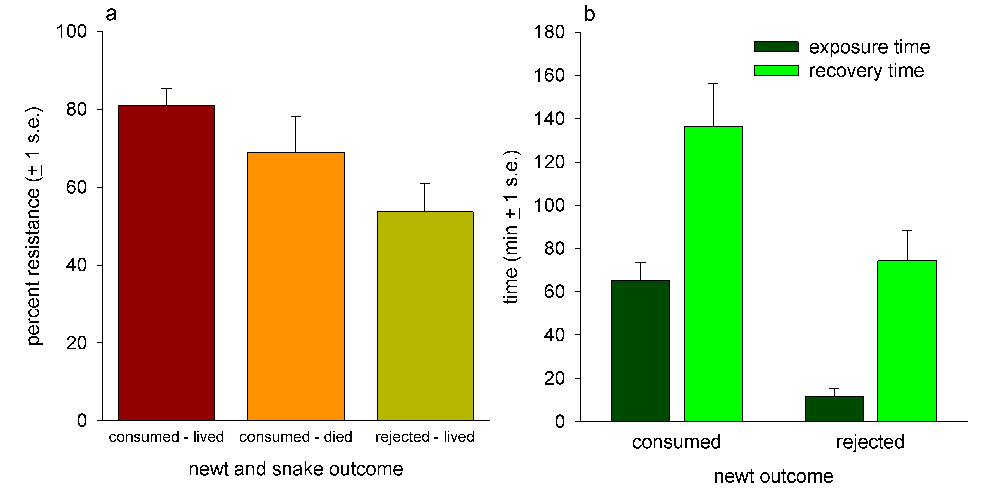 a
100
80
60
40
20
0
percent resistance (± 1 s.e.)
consumed - lived
consumed - died
rejected - lived
newt and snake outcome
b
180
160
140
120
100
80
60
40
20
0
time (min ± 1 s.e.)
exposure time
recovery time
consumed
rejected
newt outcome